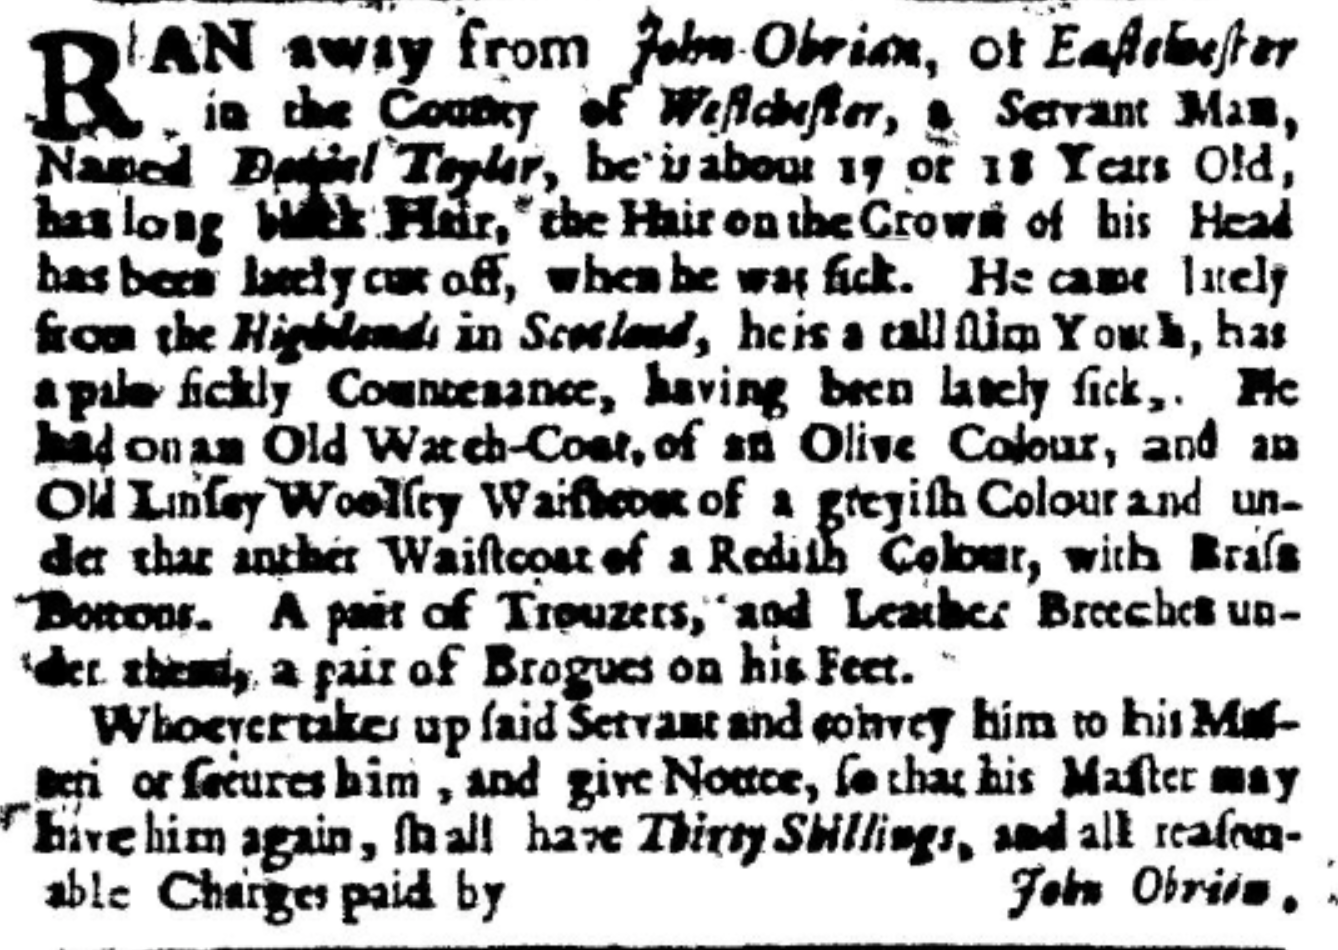 RAN away from John Obrian, of Eastchester
in the County of Westchester, a Servant Man,
Named Daniel Taylor, he is about 17 or 18 Years Old,
has long black Hair, the Hair on the Crown of his Head
has been lately cut off, when he was sick. He came lately
from the Highlands in Scotland, he is a tall slim Youth, has
a pale sickly Countenance, having been lately sick,. He
had on an Old Watch-Coat, of an Olive Colour, and an
Old Linsey Woolsey Waistcoat of a greyish Colour and un-
der that anther Waistcoat of a Redish Colour, with Brass
Bottons. A pair of Trouzers, and Leather Breeches un-
der them, a pair of Brogues on his Feet.
Whoever takes up said Servant and convey him to his Mas-
ter; or secures him, and give Notice, so that his Master may
have him again, shall have Thirty Shillings, and all reason-
able Charges paid by John Obrian.